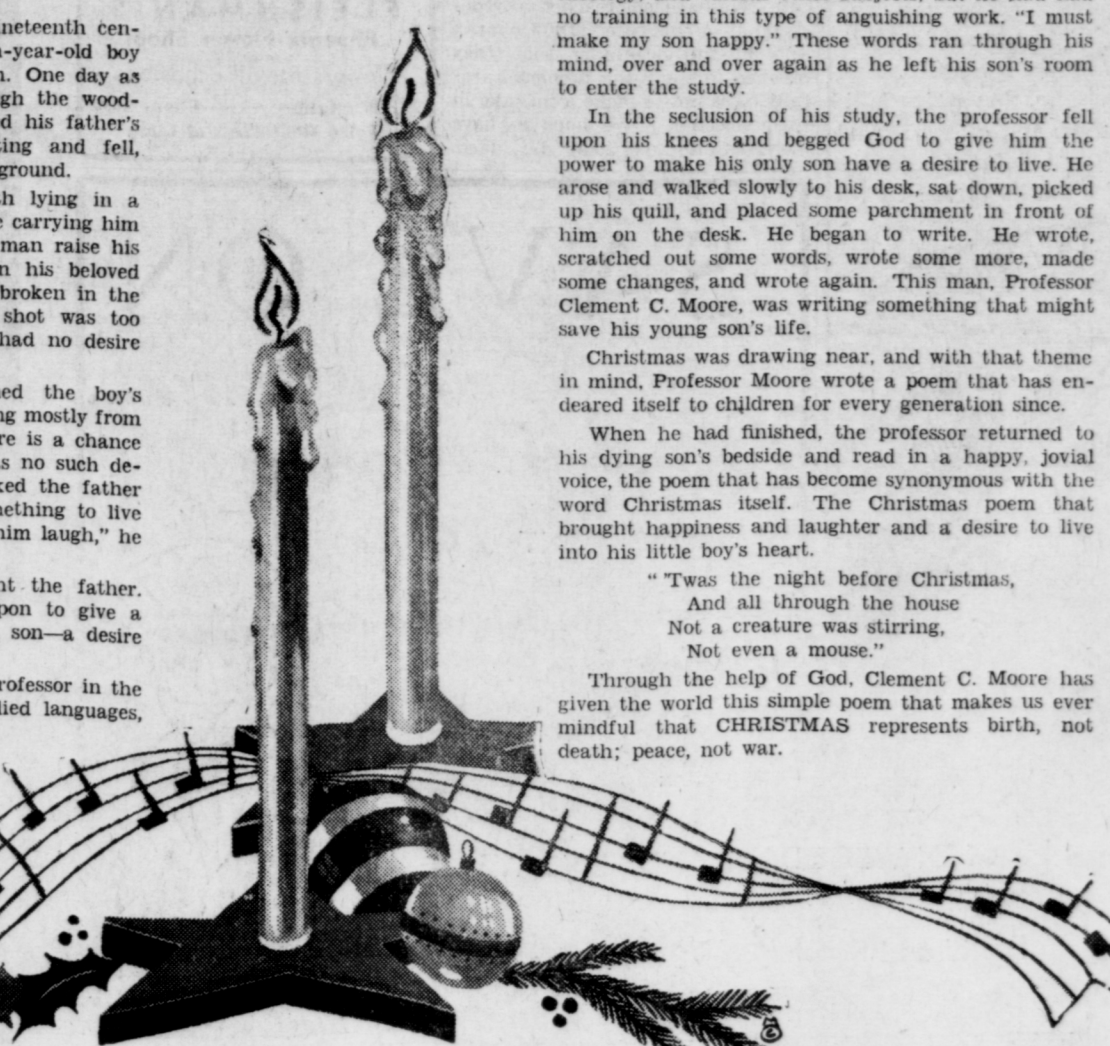 ineteenth cen-
-year-old boy
One day as
gh the wood-
d his father's
ing and fell,
ground.
h lying in a
carrying him
man raise his
n his beloved
broken in the
shot was too
had no desire
ed the boy's
ng mostly from
re is a chance
s no such de-
ked the father
nething to live
him laugh," he
nt the father.
pon to give a
son—a desire
rofessor in the
lied languages,
no training in this type of anguishing work. "I must
make my son happy." These words ran through his
mind, over and over again as he left his son's room
to enter the study.
In the seclusion of his study, the professor fell
upon his knees and begged God to give him the
power to make his only son have a desire to live. He
arose and walked slowly to his desk, sat down, picked
up his quill, and placed some parchment in front of
him on the desk. He began to write. He wrote,
scratched out some words, wrote some more, made
some changes, and wrote again. This man, Professor
Clement C. Moore, was writing something that might
save his young son's life.
Christmas was drawing near, and with that theme
in mind, Professor Moore wrote a poem that has en-
deared itself to children for every generation since.
When he had finished, the professor returned to
his dying son's bedside and read in a happy, jovial
voice, the poem that has become synonymous with the
word Christmas itself. The Christmas poem that
brought happiness and laughter and a desire to live
into his little boy's heart.
" 'Twas the night before Christmas,
And all through the house
Not a creature was stirring,
Not even a mouse."
Through the help of God, Clement C. Moore has
given the world this simple poem that makes us ever
mindful that CHRISTMAS represents birth, not
death; peace, not war.